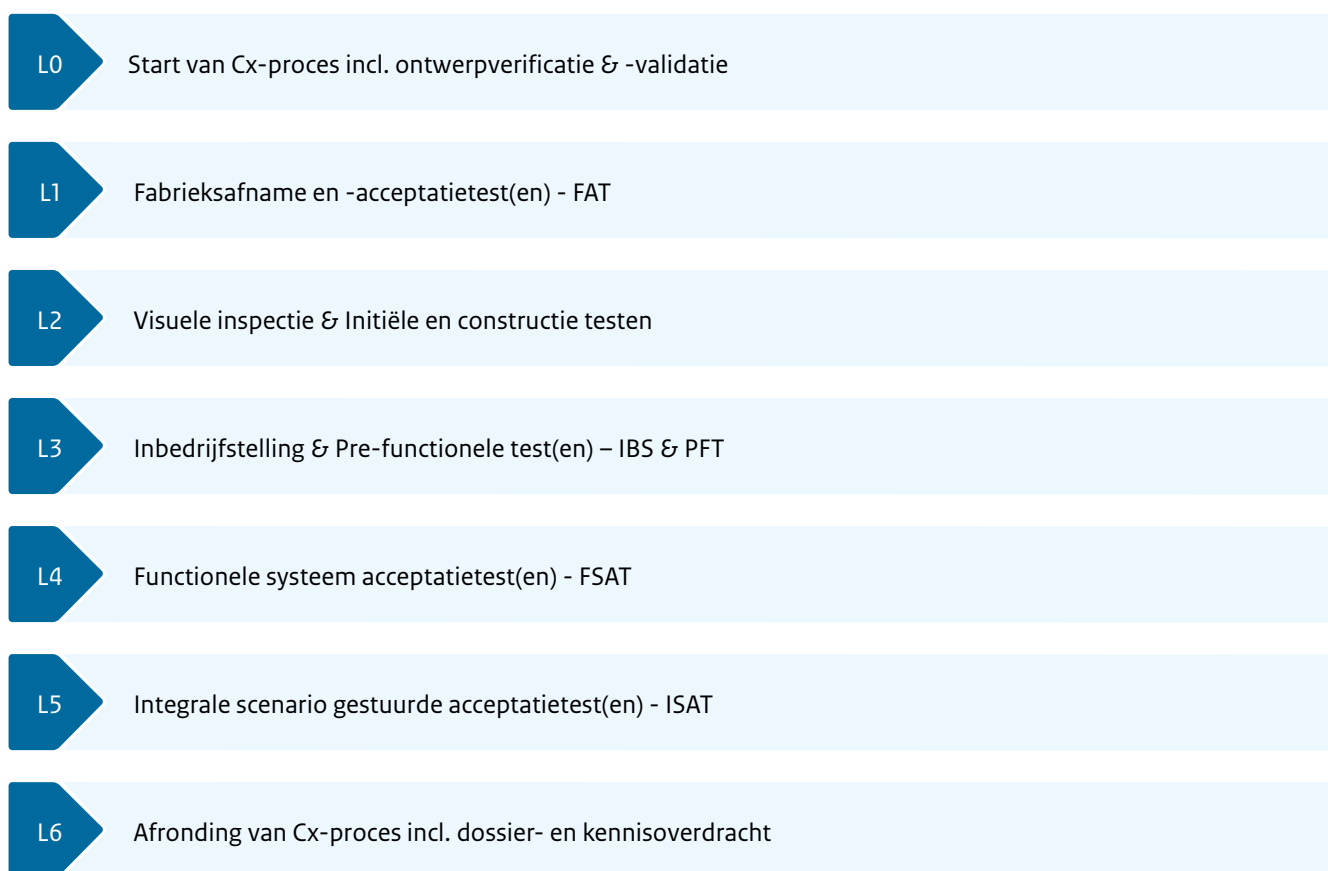 L0 Start van Cx-proces incl. ontwerpverificatie & -validatie
L1 Fabrieksafname en -acceptatietest(en) - FAT
L2 Visuele inspectie & Initiële en constructie testen
L3 Inbedrijfstelling & Pre-functionele test(en) – IBS & PFT
L4 Functionele systeem acceptatietest(en) - FSAT
L5 Integrale scenario gestuurde acceptatietest(en) - ISAT
L6 Afronding van Cx-proces incl. dossier- en kennisoverdracht